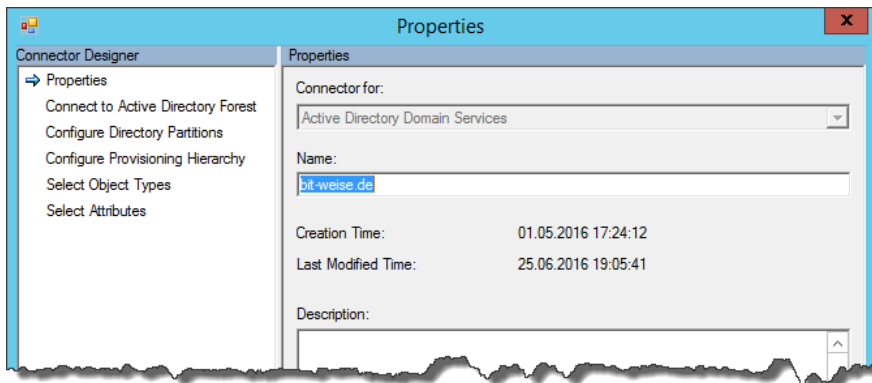 Properties
x
Connector Designer
Properties
Connect to Active Directory Forest
Configure Directory Partitions
Configure Provisioning Hierarchy
Select Object Types
Select Attributes
Properties
Connector for:
Active Directory Domain Services
Name:
bit-weise.de
Creation Time: 01.05.2016 17:24:12
Last Modified Time: 25.06.2016 19:05:41
Description: